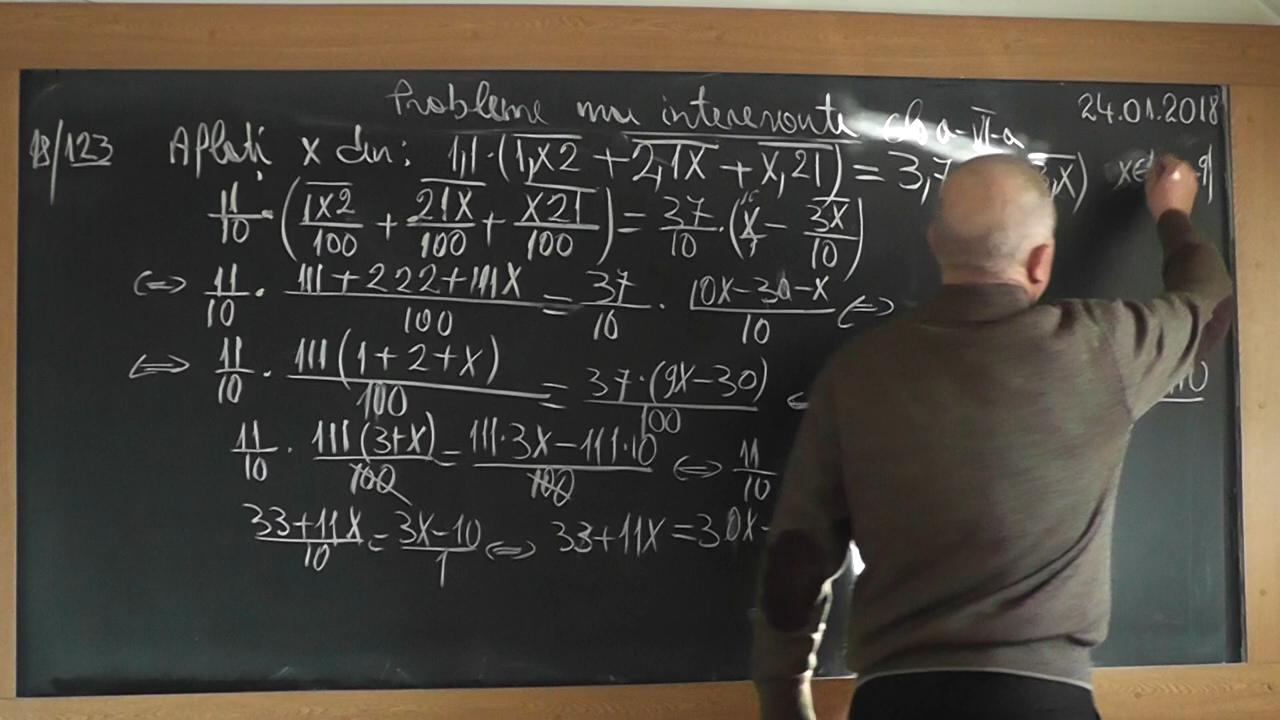 Probleme mai interesante cls a-VI-a 24.01.2018
18/123 Aflați x din: 1,1·(1,x2 + 2,1x + x,21) = 3,7 3,x) x∈ 9}
11/10·(1x2/100 + 21x/100 + x21/100) = 37/10·(x/1 - 3x/10)
⇔ 11/10 · (111+222+111x)/100 = 37/10 · (10x-30-x)/10 ⇔
⇔ 11/10 · 111(1+2+x)/100 = 37·(9x-30)/100
11/10 · 111(3+x)/100 = (111·3x-111·10)/100 ⇔ 11/10
(33+11x)/10 = (3x-10)/1 ⇔ 33+11x = 30x-